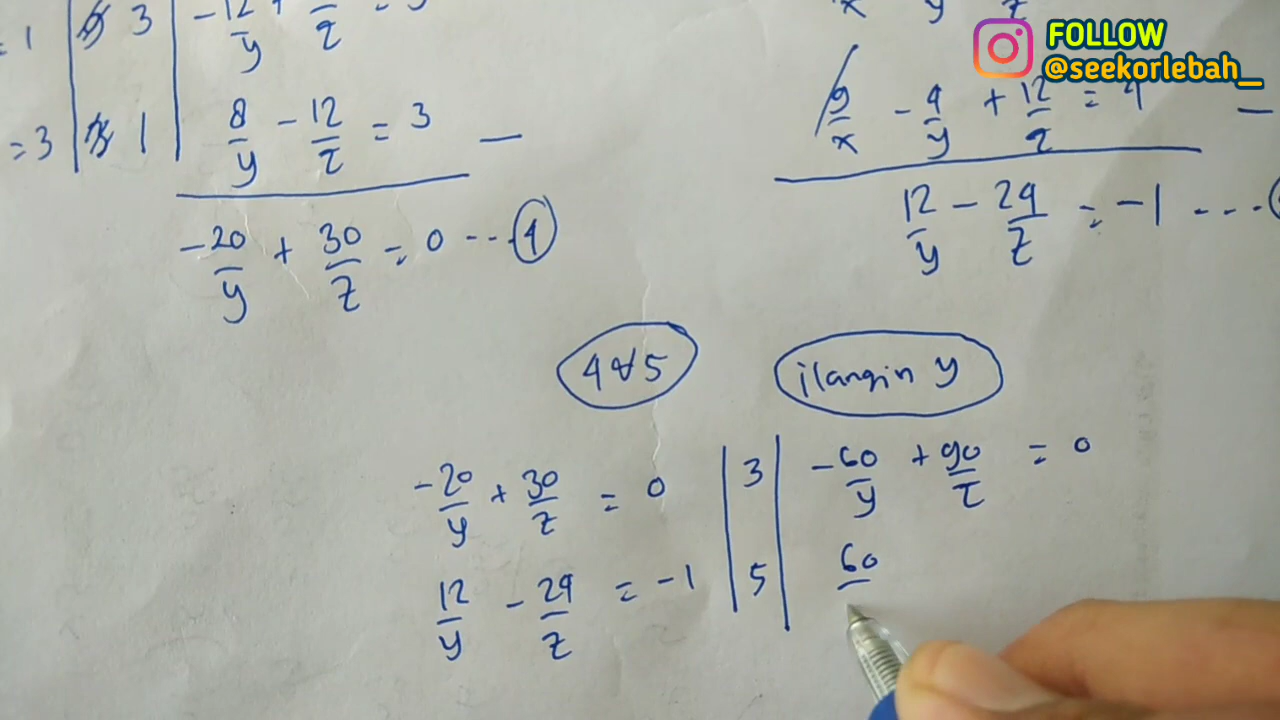 FOLLOW
@seekorlebah_
= 1 | 3 | -12/y +
= 3 | 1 | 8/y - 12/z = 3 —
-20/y + 30/z = 0 --- ④
x y z
9/x - 4/y + 12/z = 4 —
12/y - 24/z = -1 ----
4 & 5
ilangin y
-20/y + 30/z = 0 | 3 | -60/y + 90/z = 0
12/y - 24/z = -1 | 5 | 60